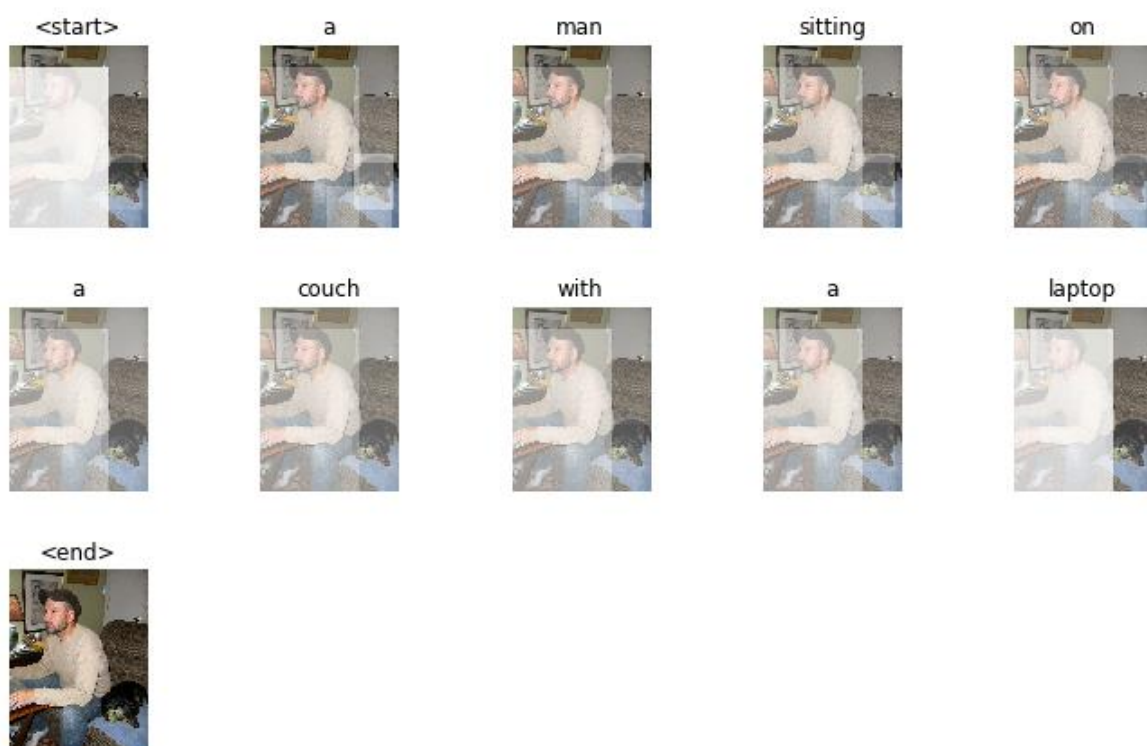 <start> a man sitting on
a couch with a laptop
<end>